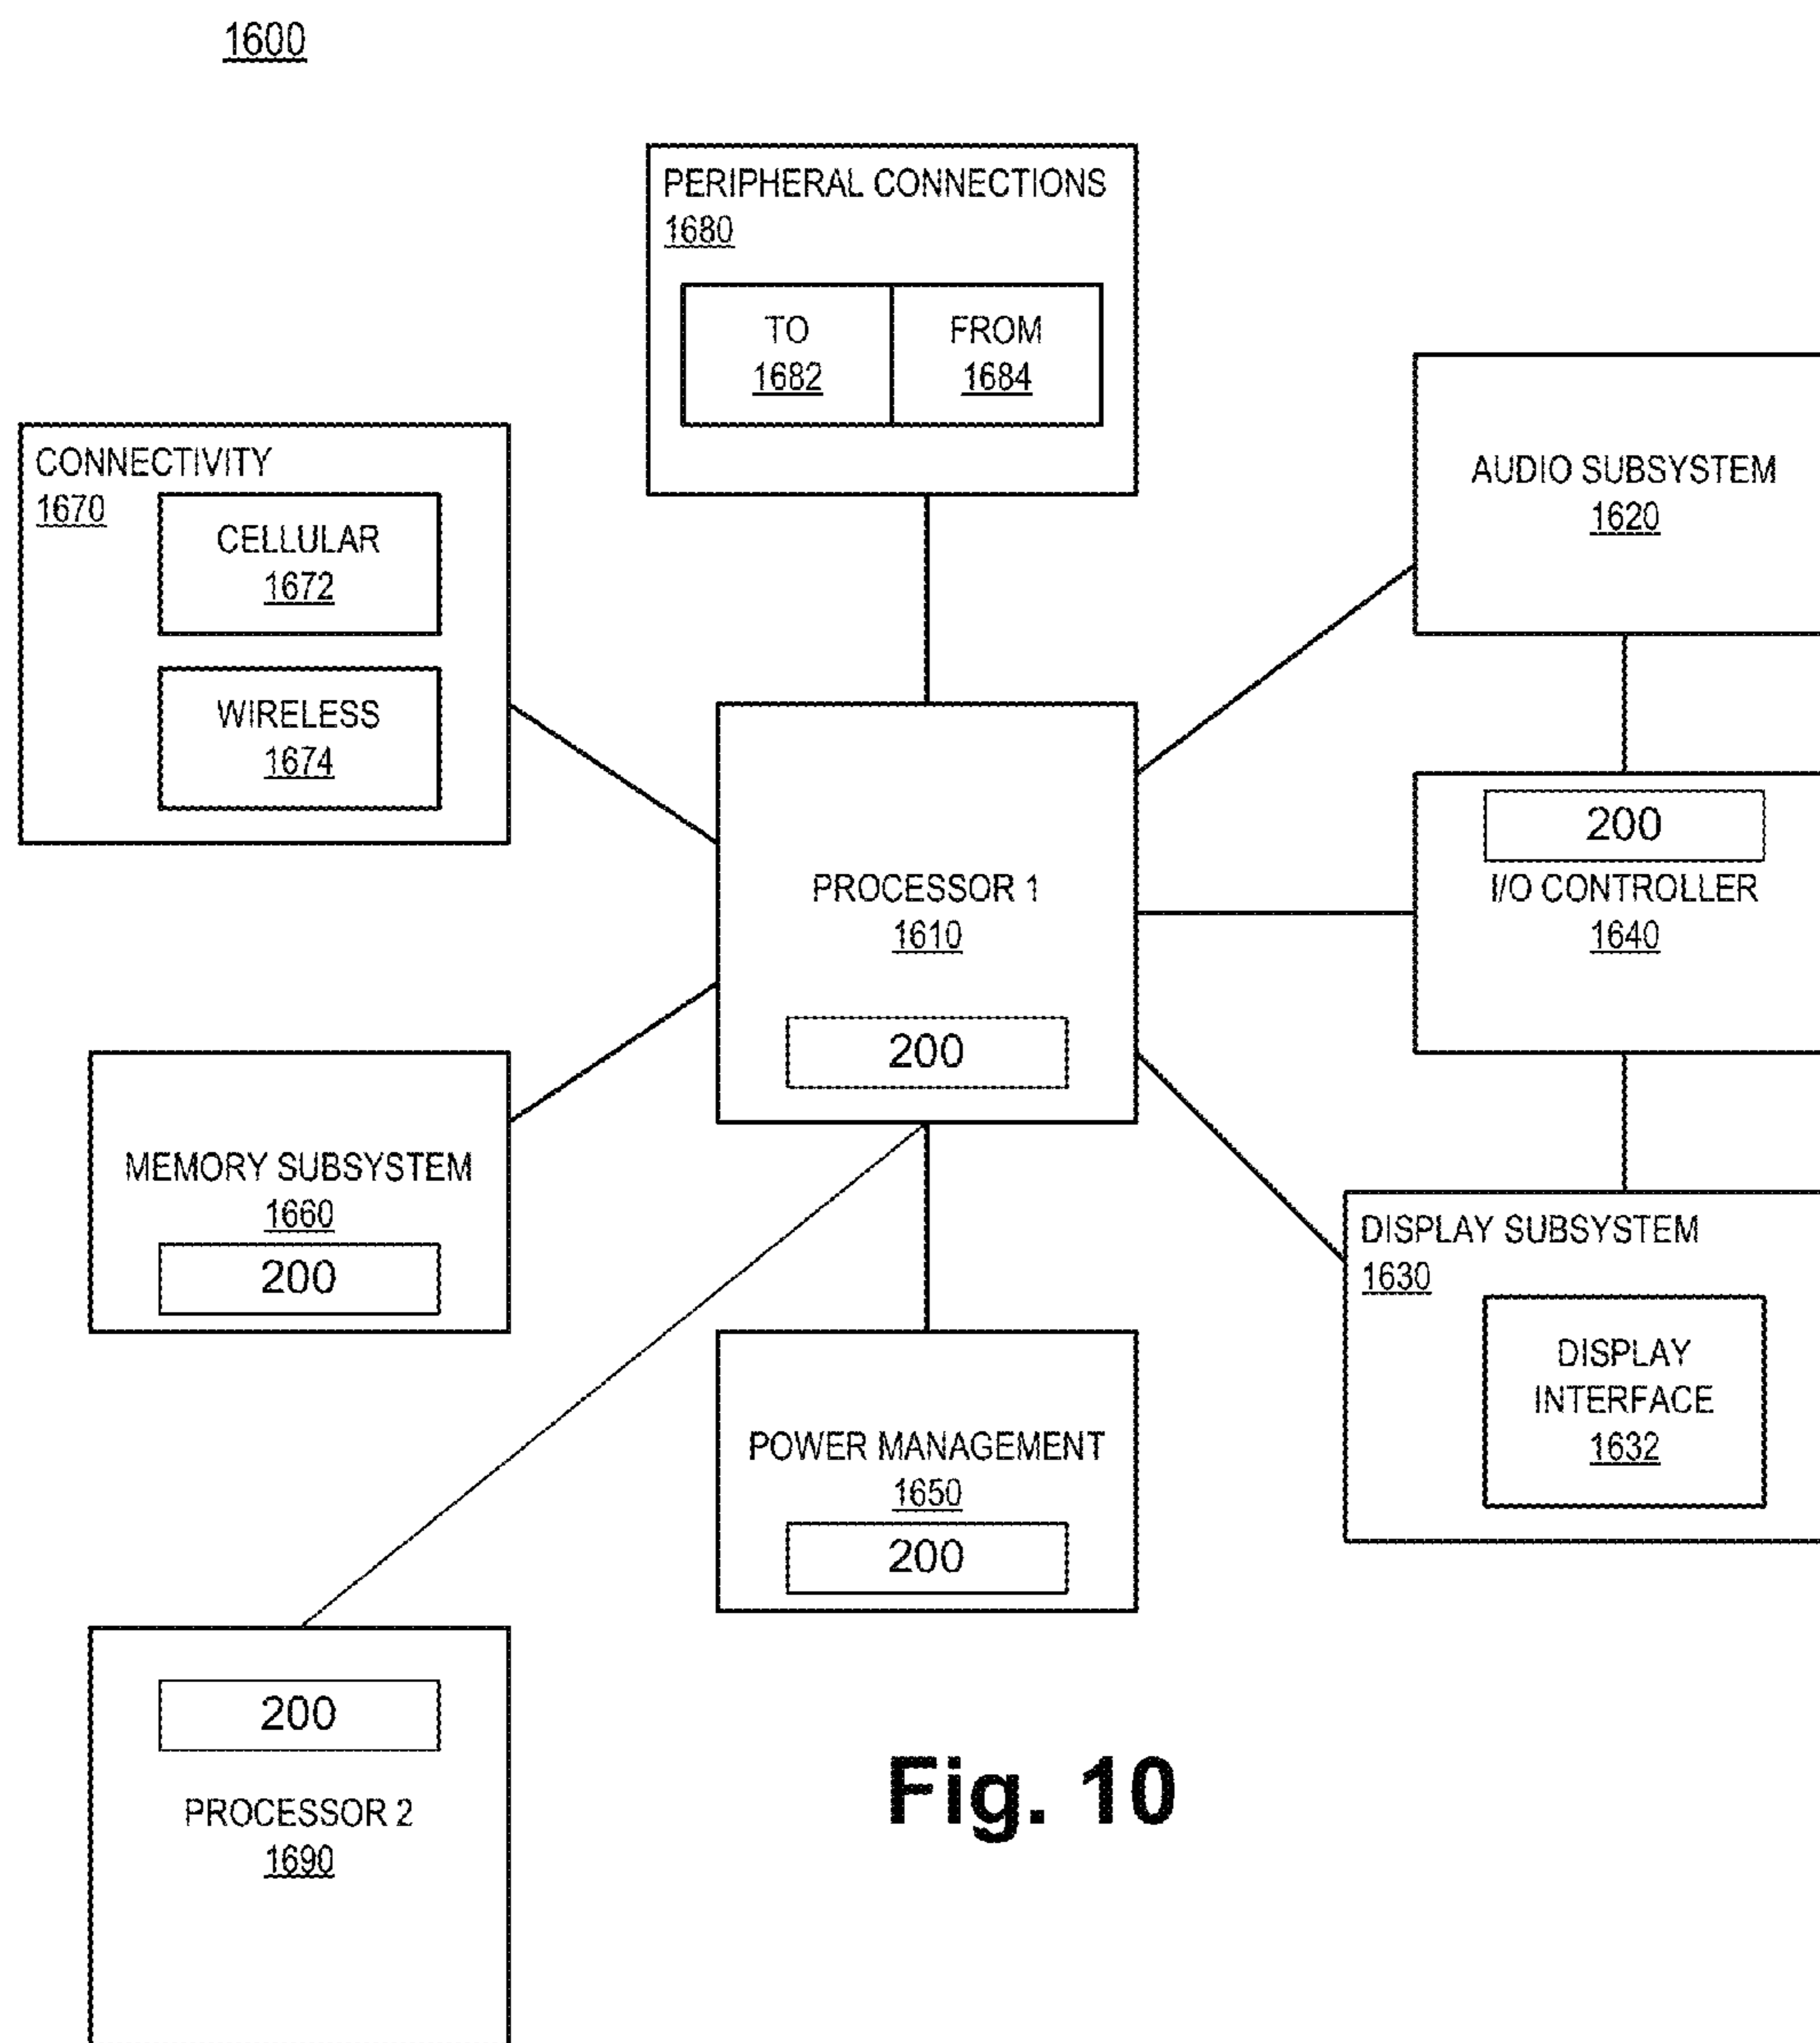 1600
PERIPHERAL CONNECTIONS
1680
TO
1682
FROM
1684
CONNECTIVITY
1670
CELLULAR
1672
WIRELESS
1674
AUDIO SUBSYSTEM
1620
200
I/O CONTROLLER
1640
PROCESSOR 1
1610
200
MEMORY SUBSYSTEM
1660
200
DISPLAY SUBSYSTEM
1630
DISPLAY
INTERFACE
1632
POWER MANAGEMENT
1650
200
200
PROCESSOR 2
1690
Fig. 10